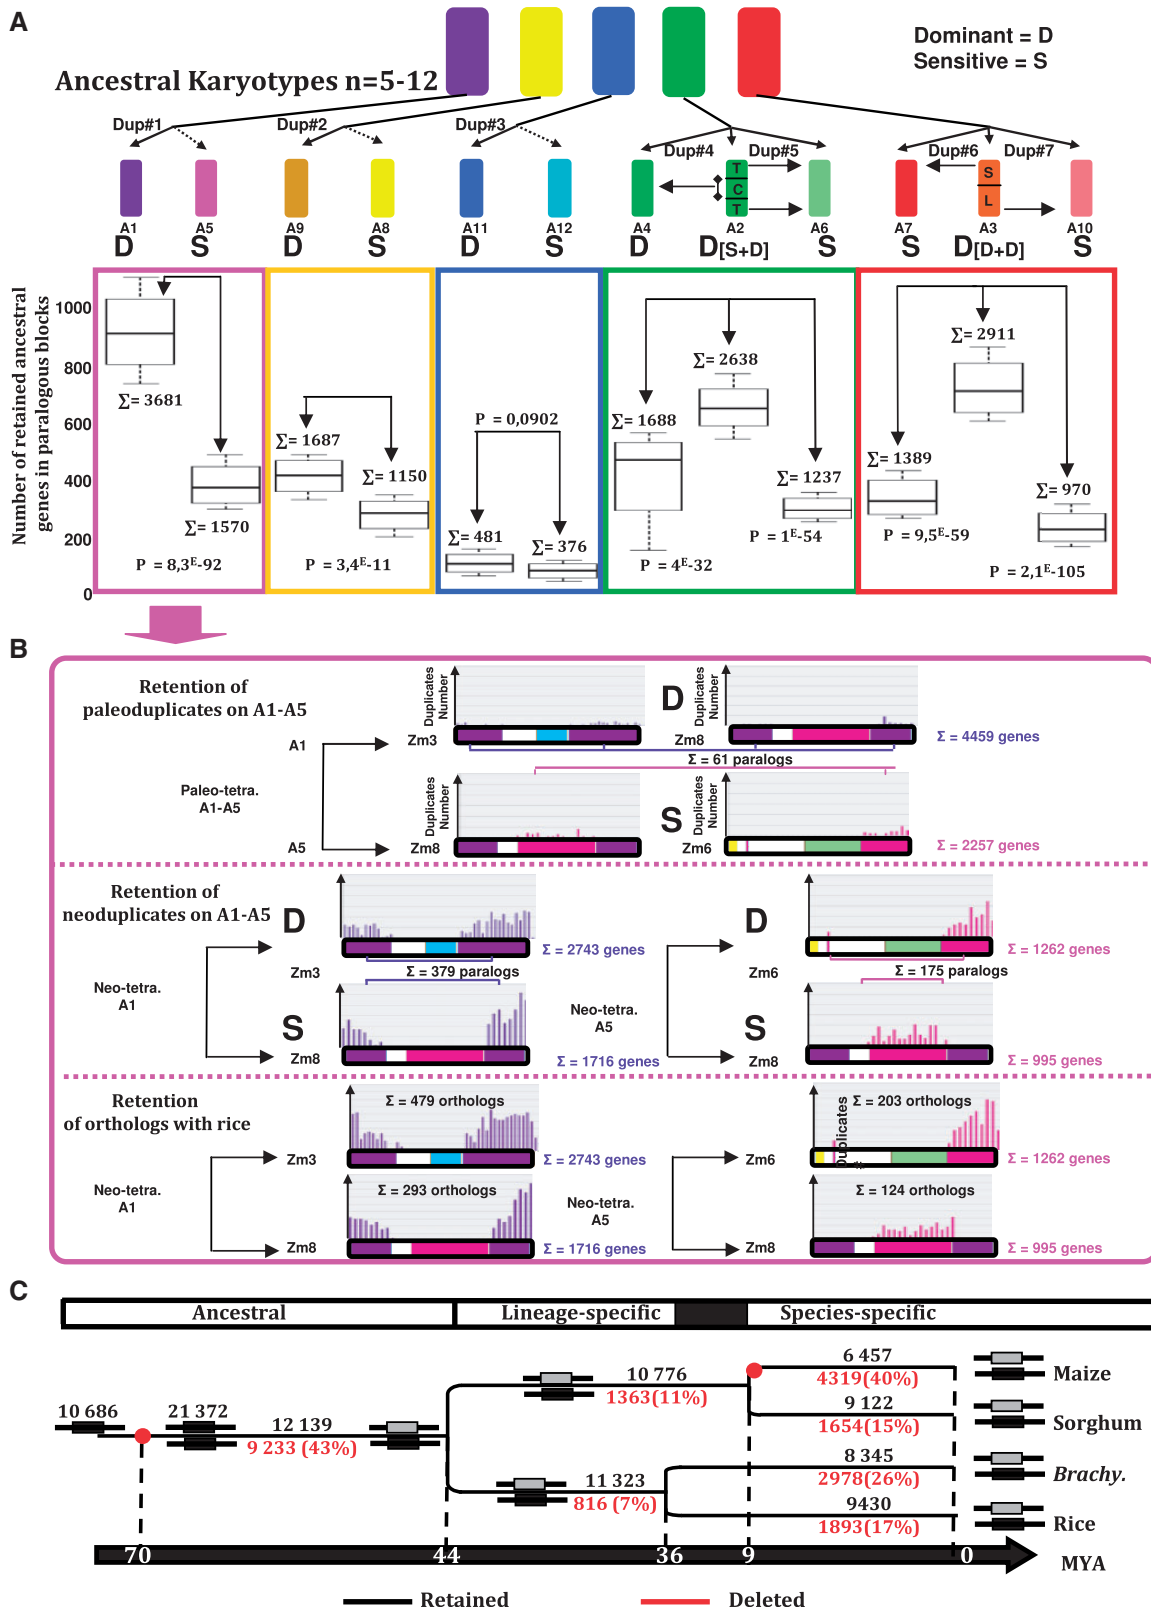 A
Ancestral Karyotypes n=5-12
Dominant = D
Sensitive = S
Dup#1
Dup#2
Dup#3
Dup#4
Dup#5
Dup#6
Dup#7
T
C
T
S
L
A1
A5
A9
A8
A11
A12
A4
A2
A6
A7
A3
A10
D
S
D
S
D
S
D
D[S+D]
S
S
D[D+D]
S
Number of retained ancestral
genes in paralogous blocks
1000
800
600
400
200
0
Σ= 3681
Σ= 1570
P = 8,3E-92
Σ= 1687
Σ= 1150
P = 3,4E-11
P = 0,0902
Σ= 481
Σ= 376
Σ= 1688
Σ= 2638
Σ= 1237
P = 4E-32
P = 1E-54
Σ= 1389
Σ= 2911
Σ= 970
P = 9,5E-59
P = 2,1E-105
B
Retention of
paleoduplicates on A1-A5
Duplicates
Number
D
Duplicates
Number
A1
Zm3
Zm8
Σ = 4459 genes
Σ = 61 paralogs
Paleo-tetra.
A1-A5
Duplicates
Number
S
Duplicates
Number
A5
Zm8
Zm6
Σ = 2257 genes
Retention of
neoduplicates on A1-A5
D
D
Σ = 2743 genes
Σ = 1262 genes
Zm3
Σ = 379 paralogs
Zm6
Σ = 175 paralogs
Neo-tetra.
A1
Neo-tetra.
A5
S
S
Zm8
Σ = 1716 genes
Zm8
Σ = 995 genes
Retention
of orthologs with rice
Σ = 479 orthologs
Σ = 203 orthologs
Duplicates
Zm3
Σ = 2743 genes
Zm6
Σ = 1262 genes
Neo-tetra.
A1
Σ = 293 orthologs
Neo-tetra.
A5
Σ = 124 orthologs
Zm8
Σ = 1716 genes
Zm8
Σ = 995 genes
C
Ancestral
Lineage-specific
Species-specific
10 686
21 372
12 139
9 233 (43%)
10 776
1363(11%)
11 323
816 (7%)
6 457
4319(40%)
Maize
9 122
1654(15%)
Sorghum
8 345
2978(26%)
Brachy.
9430
1893(17%)
Rice
70
44
36
9
0
MYA
Retained
Deleted